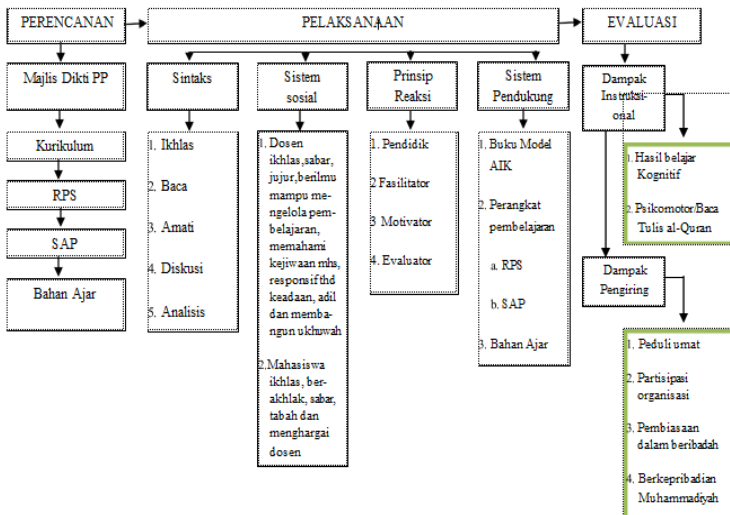 PERENCANAN
PELAKSANAAN
EVALUASI
Majlis Dikti PP
Kurikulum
RPS
SAP
Bahan Ajar
Sintaks
1. Ikhlas
2. Baca
3. Amati
4. Diskusi
5. Analisis
Sistem
sosial
1. Dosen
ikhlas,sabar,
jujur,berilmu
mampu me-
ngelola pem-
belajaran,
memahami
kejiwaan mhs,
responsif thd
keadaan, adil
dan memba-
ngun ukhuwah
2.Mahasiswa
ikhlas, ber-
akhlak, sabar,
tabah dan
menghargai
dosen
Prinsip
Reaksi
1. Pendidik
2 Fasilitator
3 Motivator
4. Evaluator
Sistem
Pendukung
1. Buku Model
AIK
2. Perangkat
pembelajaran
a. RPS
b. SAP
3. Bahan Ajar
Dampak
Instruksi-
onal
1. Hasil belajar
Kognitif
2. Psikomotor/Baca
Tulis al-Quran
Dampak
Pengiring
1. Peduli umat
2. Partisipasi
organisasi
3. Pembiasaan
dalam beribadah
4. Berkepribadian
Muhammadiyah